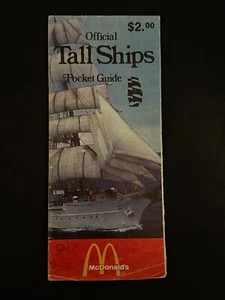 Official
$2.00
Tall Ships
Pocket Guide
McDonald's